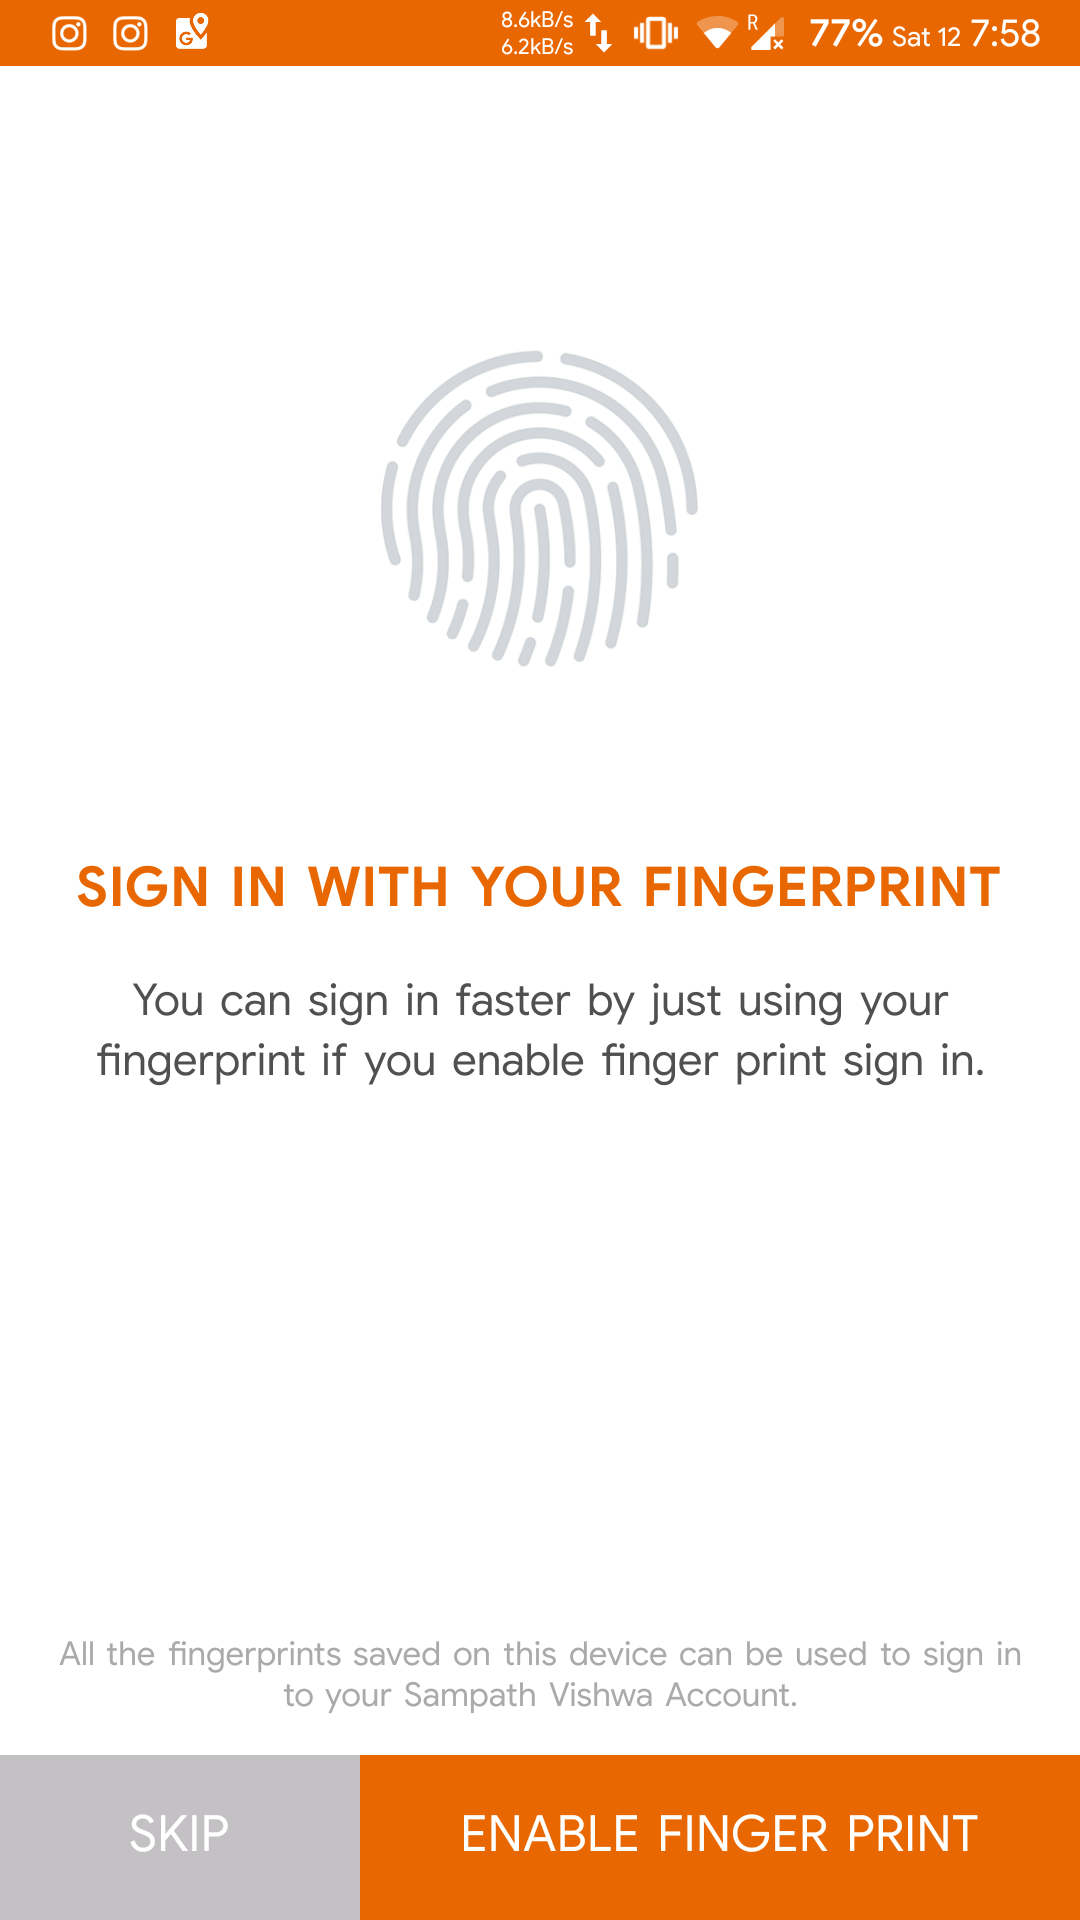 8.6kB/s
6.2kB/s
R
77% Sat 12 7:58
SIGN IN WITH YOUR FINGERPRINT
You can sign in faster by just using your
fingerprint if you enable finger print sign in.
All the fingerprints saved on this device can be used to sign in
to your Sampath Vishwa Account.
SKIP
ENABLE FINGER PRINT